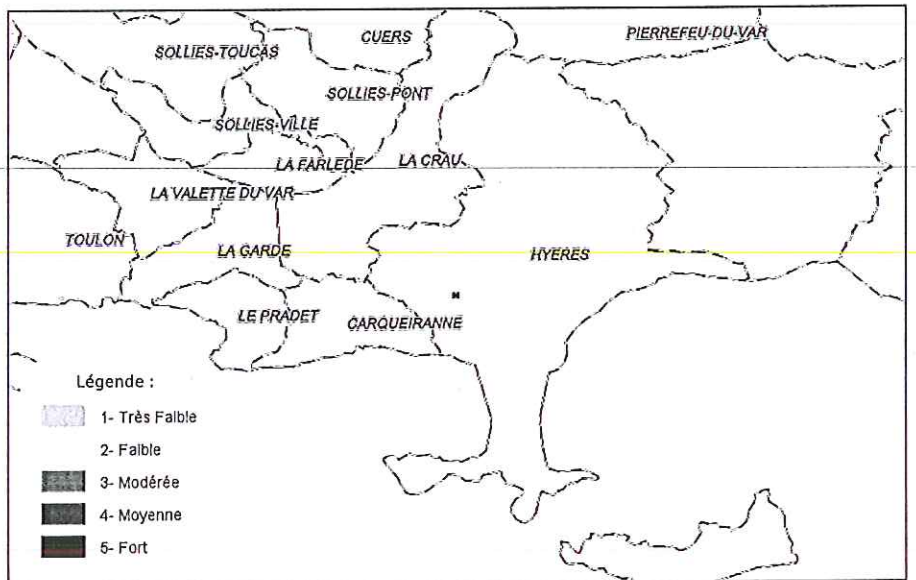 CUERS
PIERREFEU-DU-VAR
SOLLIES-TOUCAS
SOLLIES-PONT
SOLLIES-VILLE
LA FARLEDE
LA CRAU
LA VALETTE DU VAR
TOULON
LA GARDE
HYERES
LE PRADET
CARQUEIRANNE
Légende :
1- Très Faible
2- Faible
3- Modérée
4- Moyenne
5- Fort